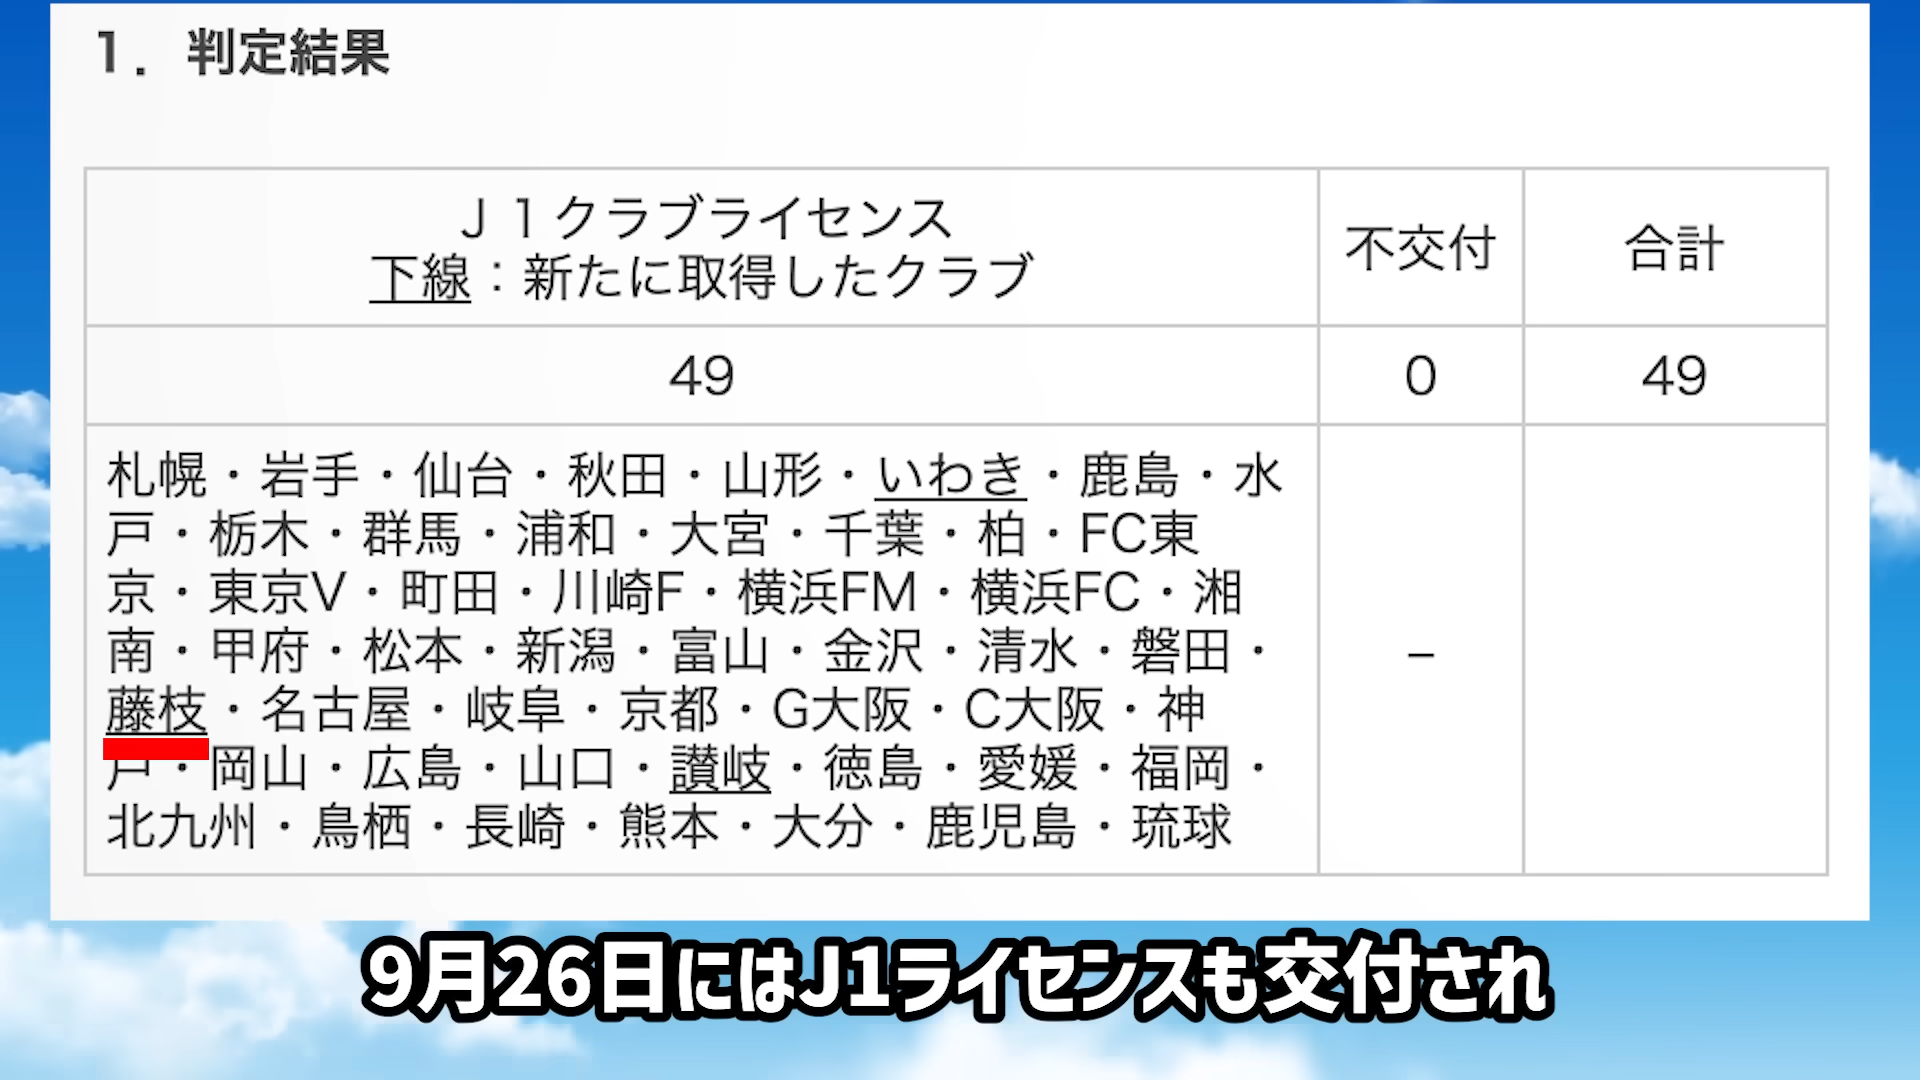 1．判定結果
J1クラブライセンス
下線：新たに取得したクラブ
不交付
合計
49
0
49
札幌・岩手・仙台・秋田・山形・いわき・鹿島・水
戸・栃木・群馬・浦和・大宮・千葉・柏・FC東
京・東京V・町田・川崎F・横浜FM・横浜FC・湘
南・甲府・松本・新潟・富山・金沢・清水・磐田・
藤枝・名古屋・岐阜・京都・G大阪・C大阪・神
戸・岡山・広島・山口・讃岐・徳島・愛媛・福岡・
北九州・鳥栖・長崎・熊本・大分・鹿児島・琉球
–
9月26日にはJ1ライセンスも交付され